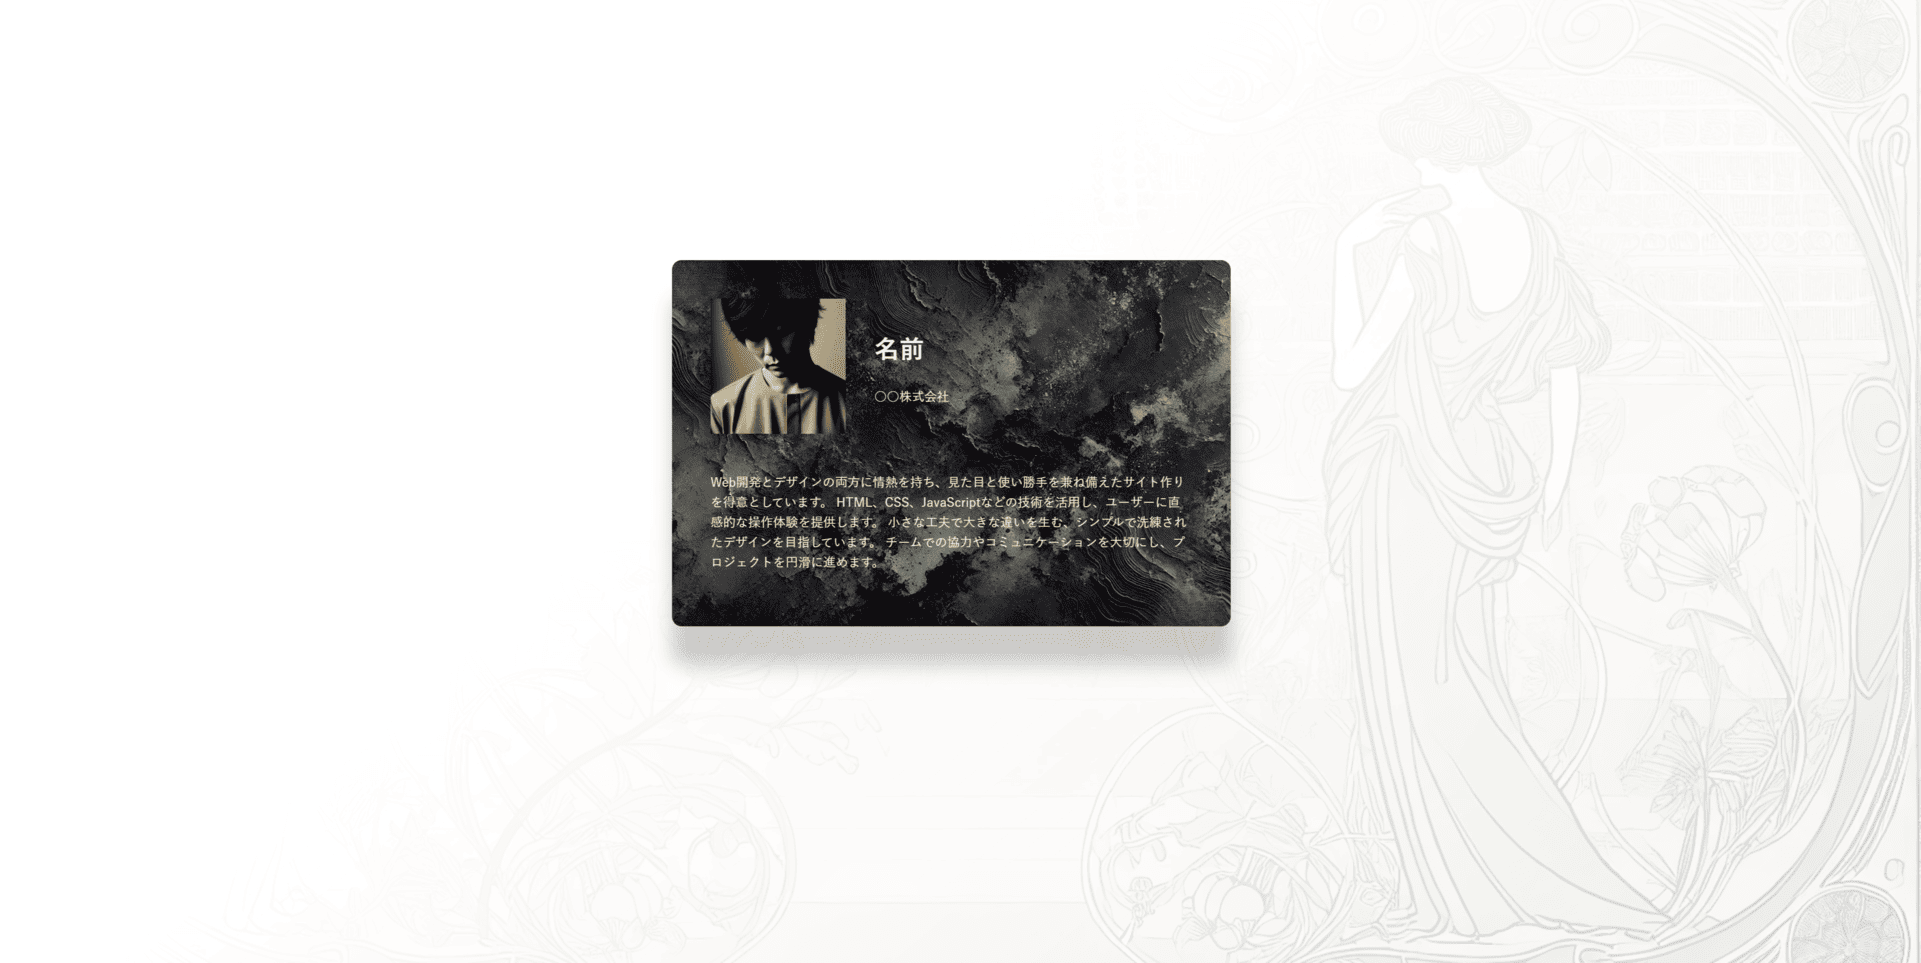 名前
〇〇株式会社
Web開発とデザインの両方に情熱を持ち、見た目と使い勝手を兼ね備えたサイト作り
を得意としています。 HTML、CSS、JavaScriptなどの技術を活用し、ユーザーに直
感的な操作体験を提供します。 小さな工夫で大きな違いを生む、シンプルで洗練され
たデザインを目指しています。 チームでの協力やコミュニケーションを大切にし、プ
ロジェクトを円滑に進めます。